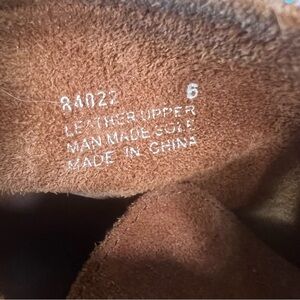 84022 6
LEATHER UPPER
MAN MADE SOLE
MADE IN CHINA